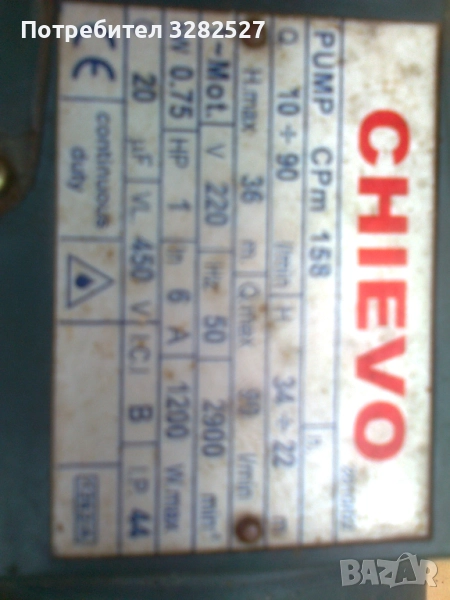 Потребител 3282527
CHIEVO
PUMP CPm 158 n.
Q 10 ÷ 90 l/min H 34 ÷ 22 m
H.max 36 m Q.max 90 l/min
~Mot. V 220 Hz 50 2900 min⁻¹
W 0.75 HP 1 In 6 A 1200 W.max
20 µF VL 450 V I.Cl B I.P. 44
CE continuous duty
BAZAR